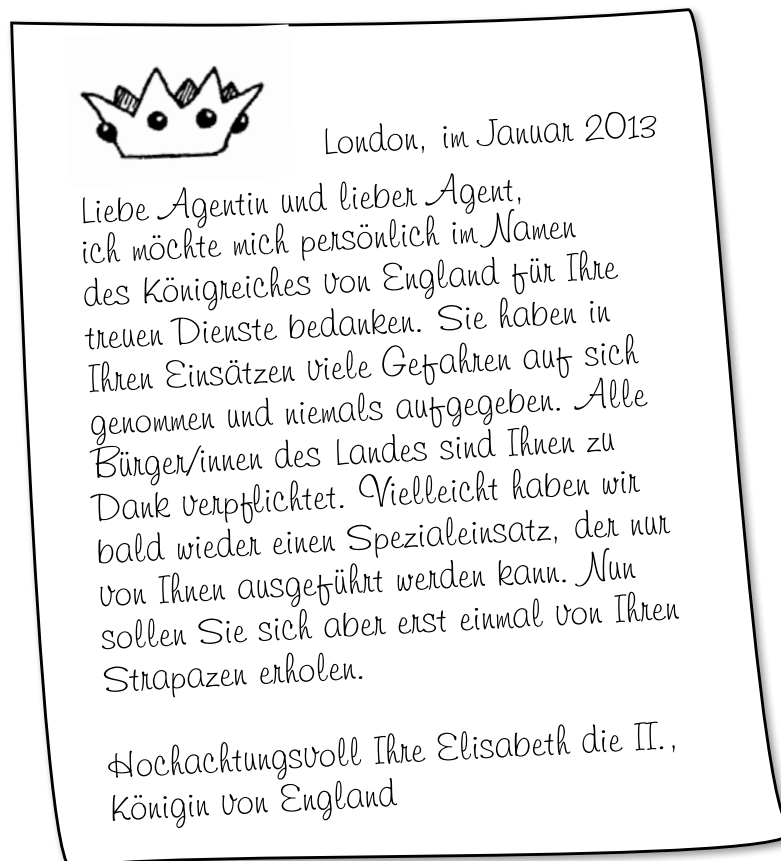 London, im Januar 2013
Liebe Agentin und lieber Agent,
ich möchte mich persönlich im Namen
des Königreiches von England für Ihre
treuen Dienste bedanken. Sie haben in
Ihren Einsätzen viele Gefahren auf sich
genommen und niemals aufgegeben. Alle
Bürger/innen des Landes sind Ihnen zu
Dank verpflichtet. Vielleicht haben wir
bald wieder einen Spezialeinsatz, der nur
von Ihnen ausgeführt werden kann. Nun
sollen Sie sich aber erst einmal von Ihren
Strapazen erholen.
Hochachtungsvoll Ihre Elisabeth die II.,
Königin von England